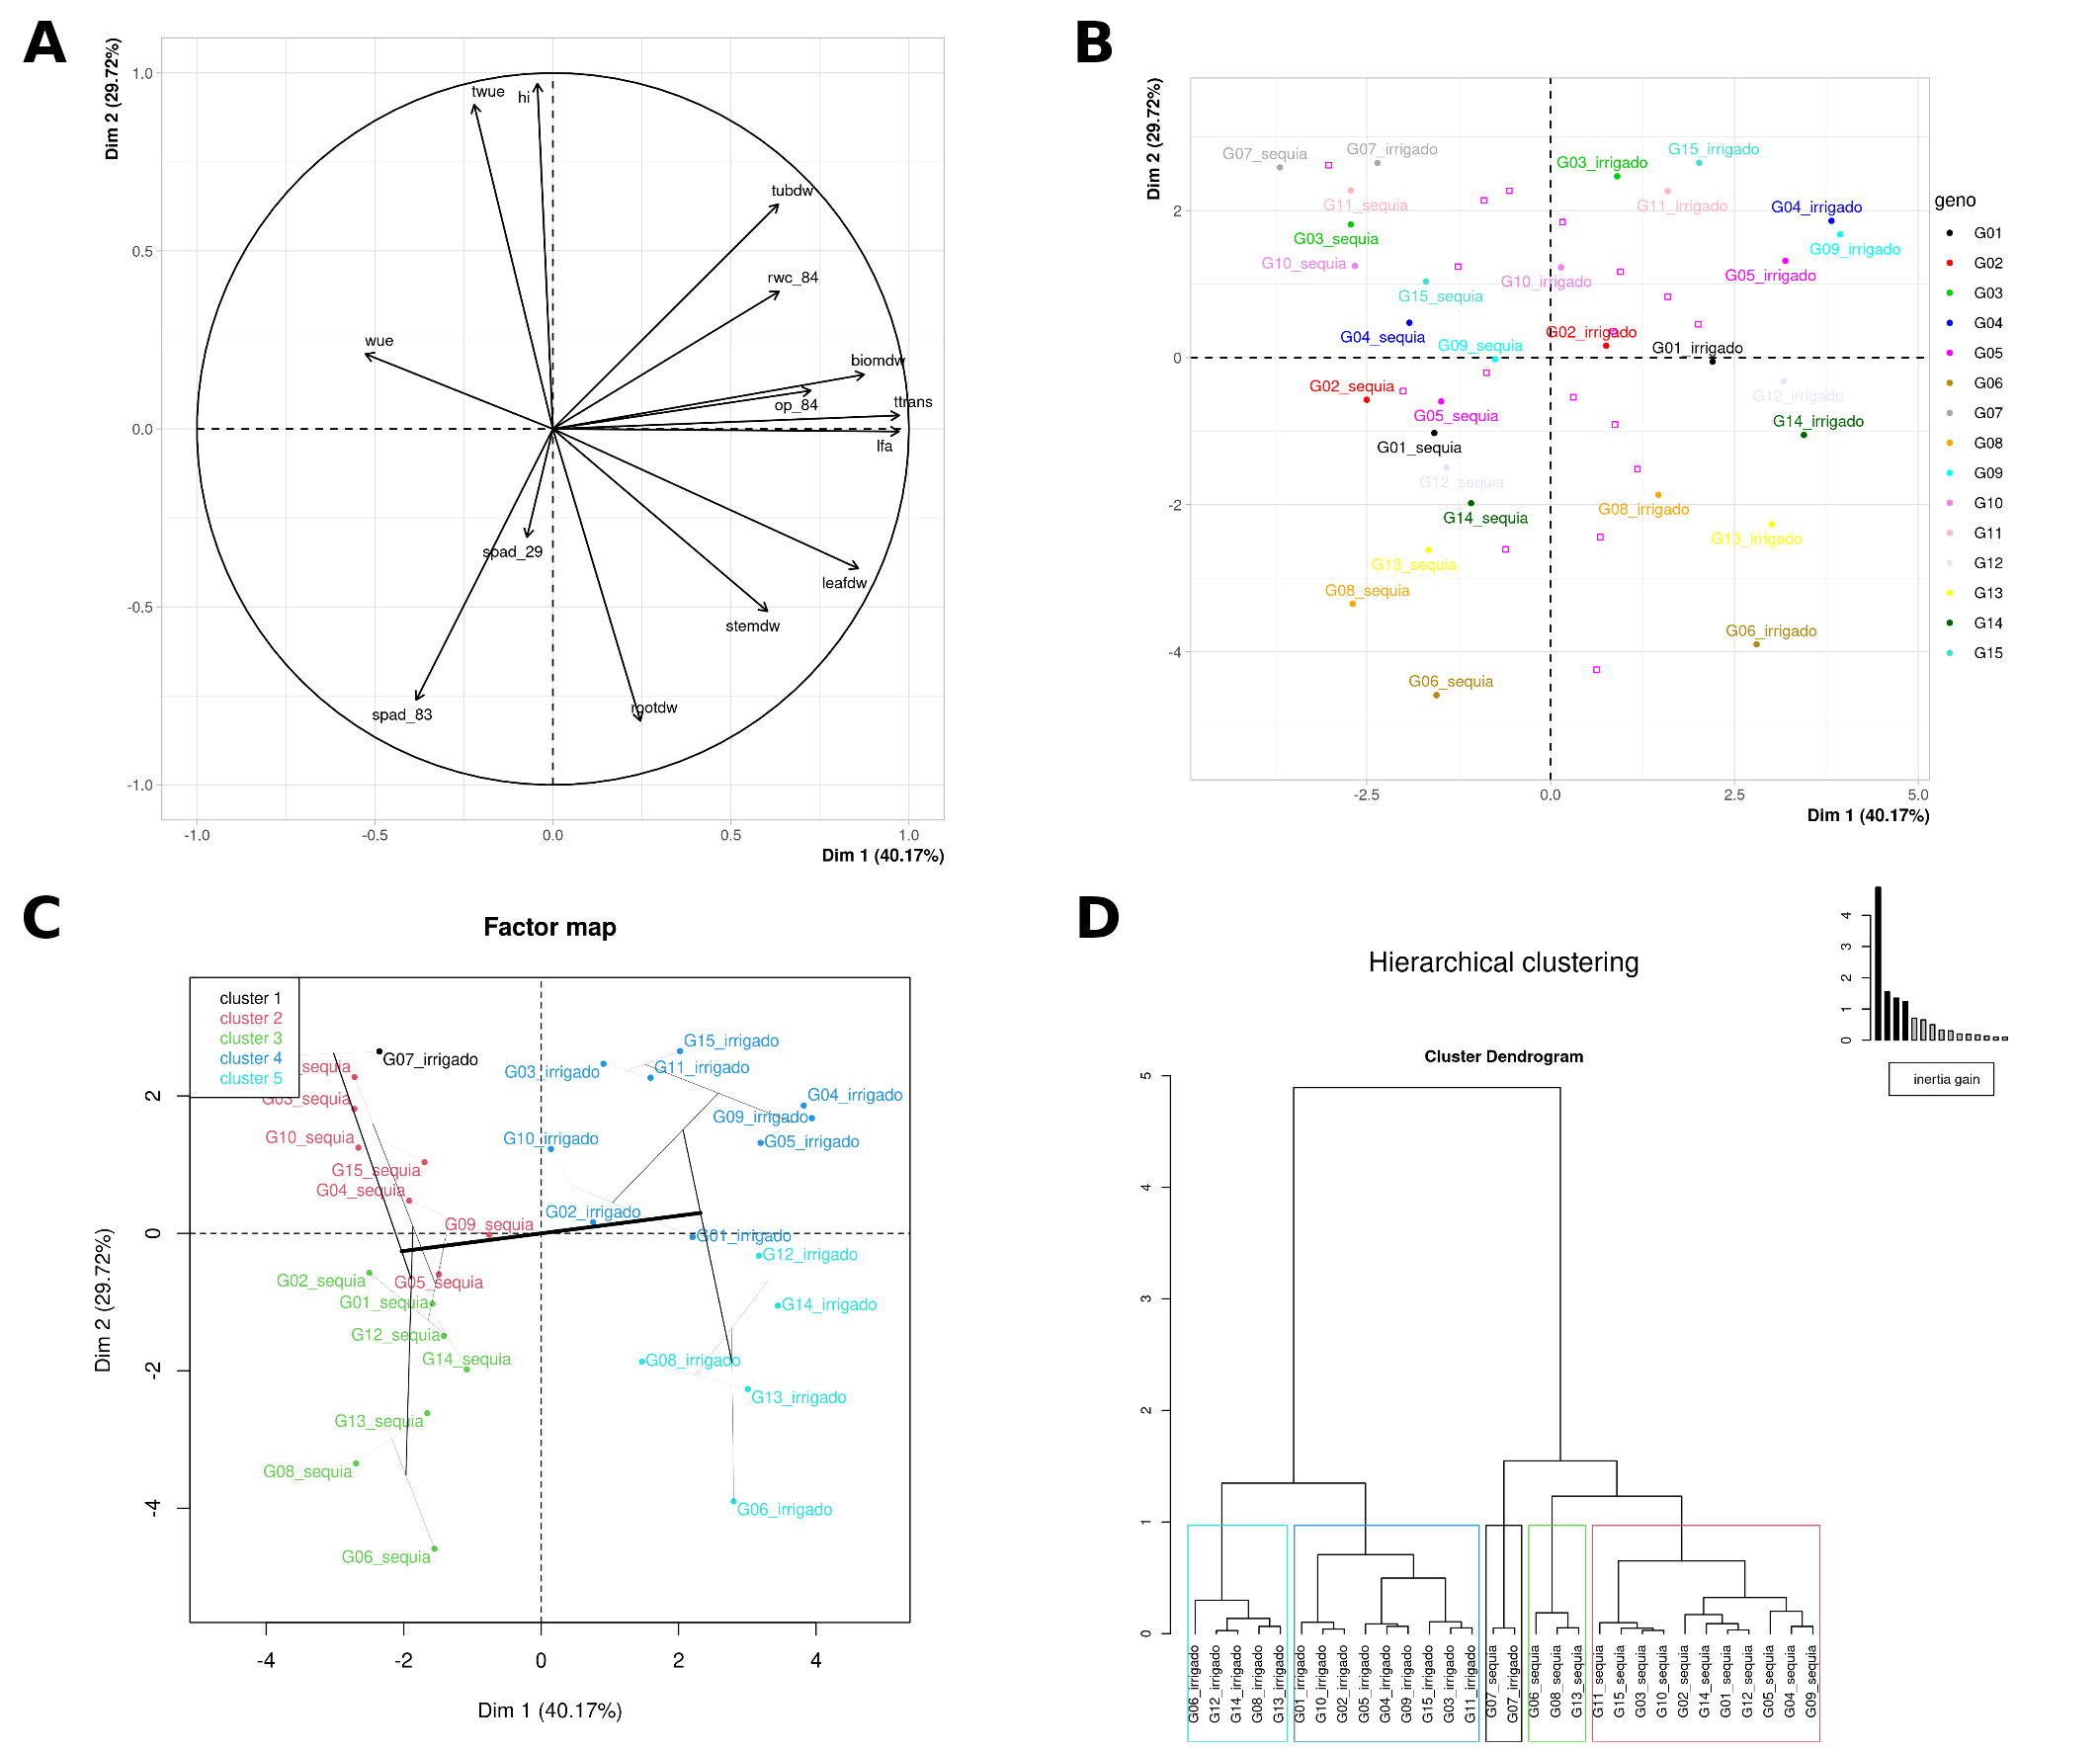 A
Dim 2 (29.72%)
1.0
0.5
0.0
-0.5
-1.0
twue
hi
tubdw
rwc_84
wue
biomdw
op_84
ttrans
lfa
spad_29
leafdw
stemdw
spad_83
rootdw
-1.0
-0.5
0.0
0.5
1.0
Dim 1 (40.17%)
B
Dim 2 (29.72%)
2
0
-2
-4
G07_sequia
G07_irrigado
G03_irrigado
G15_irrigado
G11_sequia
G11_irrigado
G04_irrigado
G03_sequia
G09_irrigado
G10_sequia
G05_irrigado
G10_irrigado
G15_sequia
G02_irrigado
G04_sequia
G09_sequia
G01_irrigado
G02_sequia
G12_irrigado
G05_sequia
G14_irrigado
G01_sequia
G12_sequia
G08_irrigado
G14_sequia
G13_irrigado
G13_sequia
G08_sequia
G06_irrigado
G06_sequia
-2.5
0.0
2.5
5.0
Dim 1 (40.17%)
geno
G01
G02
G03
G04
G05
G06
G07
G08
G09
G10
G11
G12
G13
G14
G15
C
Factor map
cluster 1
cluster 2
cluster 3
cluster 4
cluster 5
G07_irrigado
G15_irrigado
sequia
G03_irrigado
G11_irrigado
G03_sequia
G04_irrigado
G09_irrigado
G10_sequia
G10_irrigado
G05_irrigado
G15_sequia
G04_sequia
G02_irrigado
G09_sequia
G01_irrigado
G12_irrigado
G02_sequia
G05_sequia
G01_sequia
G14_irrigado
G12_sequia
G14_sequia
G08_irrigado
G13_irrigado
G13_sequia
G08_sequia
G06_irrigado
G06_sequia
2
0
-2
-4
Dim 2 (29.72%)
-4
-2
0
2
4
Dim 1 (40.17%)
D
Hierarchical clustering
4
3
2
1
0
inertia gain
Cluster Dendrogram
5
4
3
2
1
0
G06_irrigado
G12_irrigado
G14_irrigado
G08_irrigado
G13_irrigado
G01_irrigado
G10_irrigado
G02_irrigado
G05_irrigado
G04_irrigado
G09_irrigado
G15_irrigado
G03_irrigado
G11_irrigado
G07_sequia
G07_irrigado
G06_sequia
G08_sequia
G13_sequia
G11_sequia
G15_sequia
G03_sequia
G10_sequia
G02_sequia
G14_sequia
G01_sequia
G12_sequia
G05_sequia
G04_sequia
G09_sequia